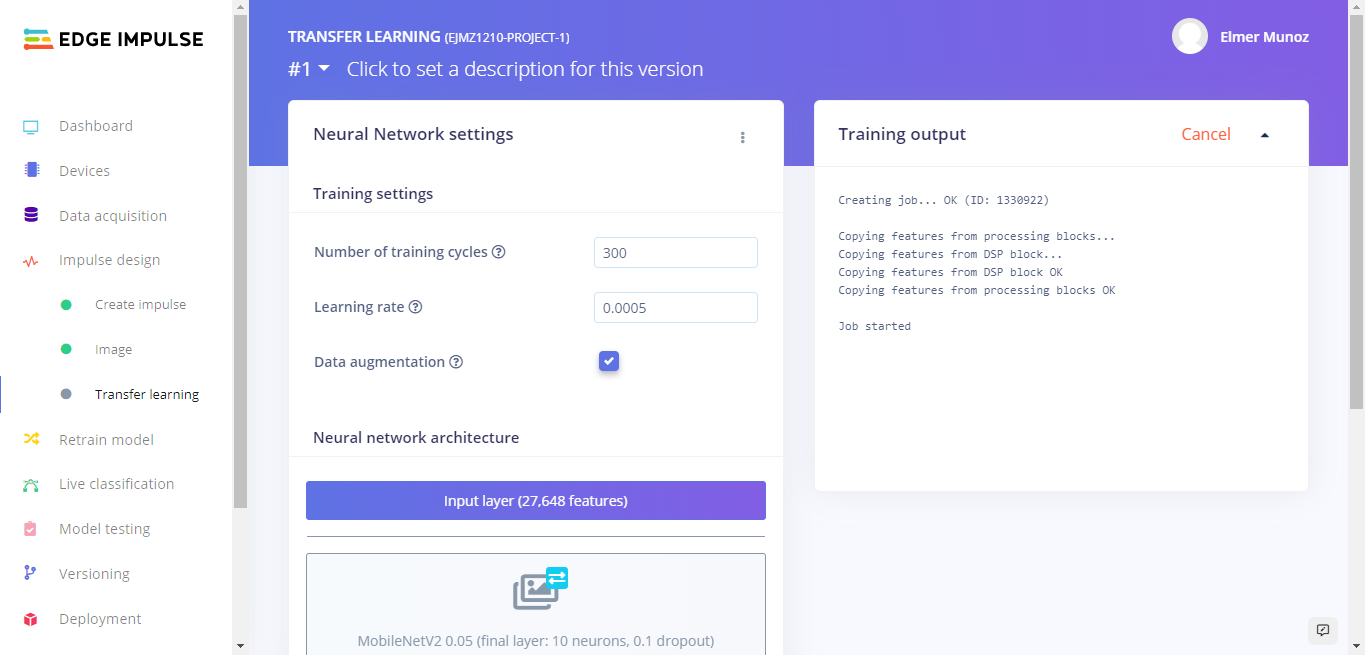 EDGE IMPULSE
Dashboard
Devices
Data acquisition
Impulse design
Create impulse
Image
Transfer learning
Retrain model
Live classification
Model testing
Versioning
Deployment
TRANSFER LEARNING (EJMZ1210-PROJECT-1)
#1 Click to set a description for this version
Elmer Munoz
Neural Network settings
Training settings
Number of training cycles ?
300
Learning rate ?
0.0005
Data augmentation ?
Neural network architecture
Input layer (27,648 features)
MobileNetV2 0.05 (final layer: 10 neurons, 0.1 dropout)
Training output
Cancel
Creating job... OK (ID: 1330922)
Copying features from processing blocks...
Copying features from DSP block...
Copying features from DSP block OK
Copying features from processing blocks OK
Job started